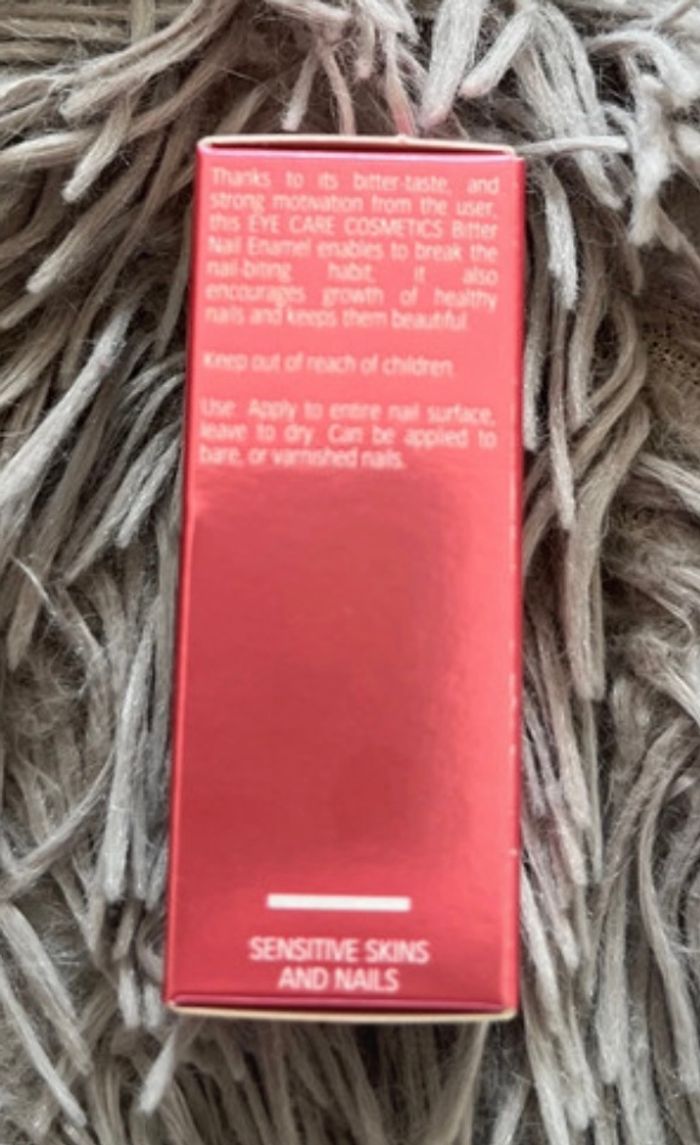 Thanks to its bitter-taste, and
strong motivation from the user,
this EYE CARE COSMETICS Bitter
Nail Enamel enables to break the
nail-biting habit, it also
encourages growth of healthy
nails and keeps them beautiful.
Keep out of reach of children
Use: Apply to entire nail surface,
leave to dry. Can be applied to
bare, or varnished nails.
SENSITIVE SKINS
AND NAILS